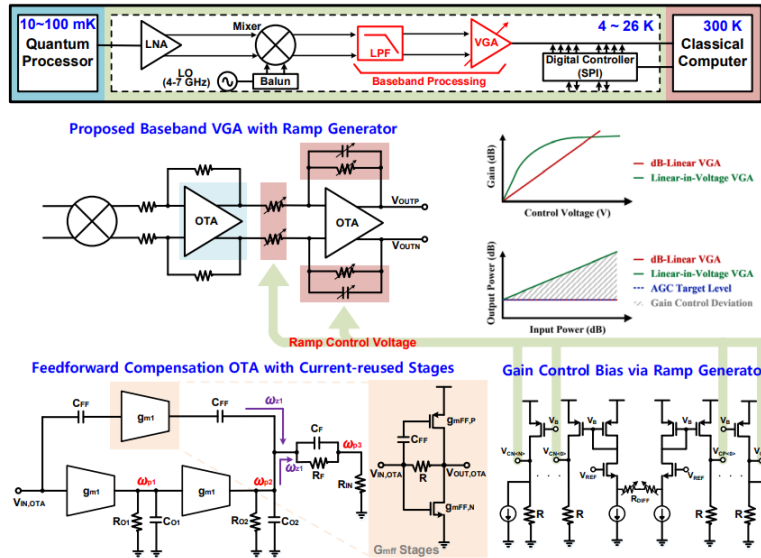 10~100 mK
Quantum
Processor
LNA
Mixer
LO
(4-7 GHz)
Balun
LPF
VGA
Baseband Processing
4 ~ 26 K
Digital Controller
(SPI)
300 K
Classical
Computer
Proposed Baseband VGA with Ramp Generator
OTA
OTA
VOUTP
VOUTN
Ramp Control Voltage
Gain (dB)
Control Voltage (V)
dB-Linear VGA
Linear-in-Voltage VGA
Output Power (dB)
Input Power (dB)
dB-Linear VGA
Linear-in-Voltage VGA
AGC Target Level
Gain Control Deviation
Feedforward Compensation OTA with Current-reused Stages
CFF
gm1
CFF
ωz1
VIN,OTA
gm1
ωp1
gm1
ωp2
RO1
CO1
RO2
CO2
ωz1
CF
RF
ωp3
RIN
gmFF,P
CFF
VIN,OTA
R
VOUT,OTA
gmFF,N
Gmff Stages
Gain Control Bias via Ramp Generator
VB
VCN<N>
VB
VCN<0>
VREF
RDIFF
VREF
VB
VCP<0>
VB
R
R
R
R